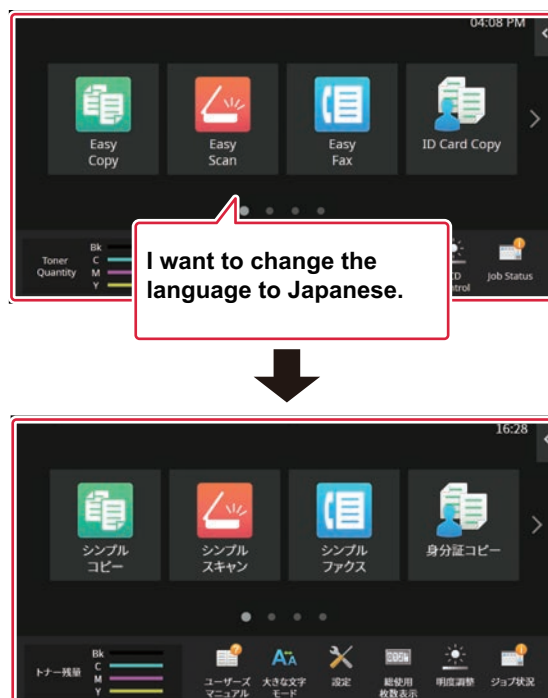 04:08 PM
Easy
Copy
Easy
Scan
Easy
Fax
ID Card Copy
Toner
Quantity
Bk
C
M
Y
Job Status
I want to change the
language to Japanese.
16:28
シンプル
コピー
シンプル
スキャン
シンプル
ファクス
身分証コピー
トナー残量
Bk
C
M
Y
ユーザーズ
マニュアル
大きな文字
モード
設定
総使用
枚数表示
明度調整
ジョブ状況